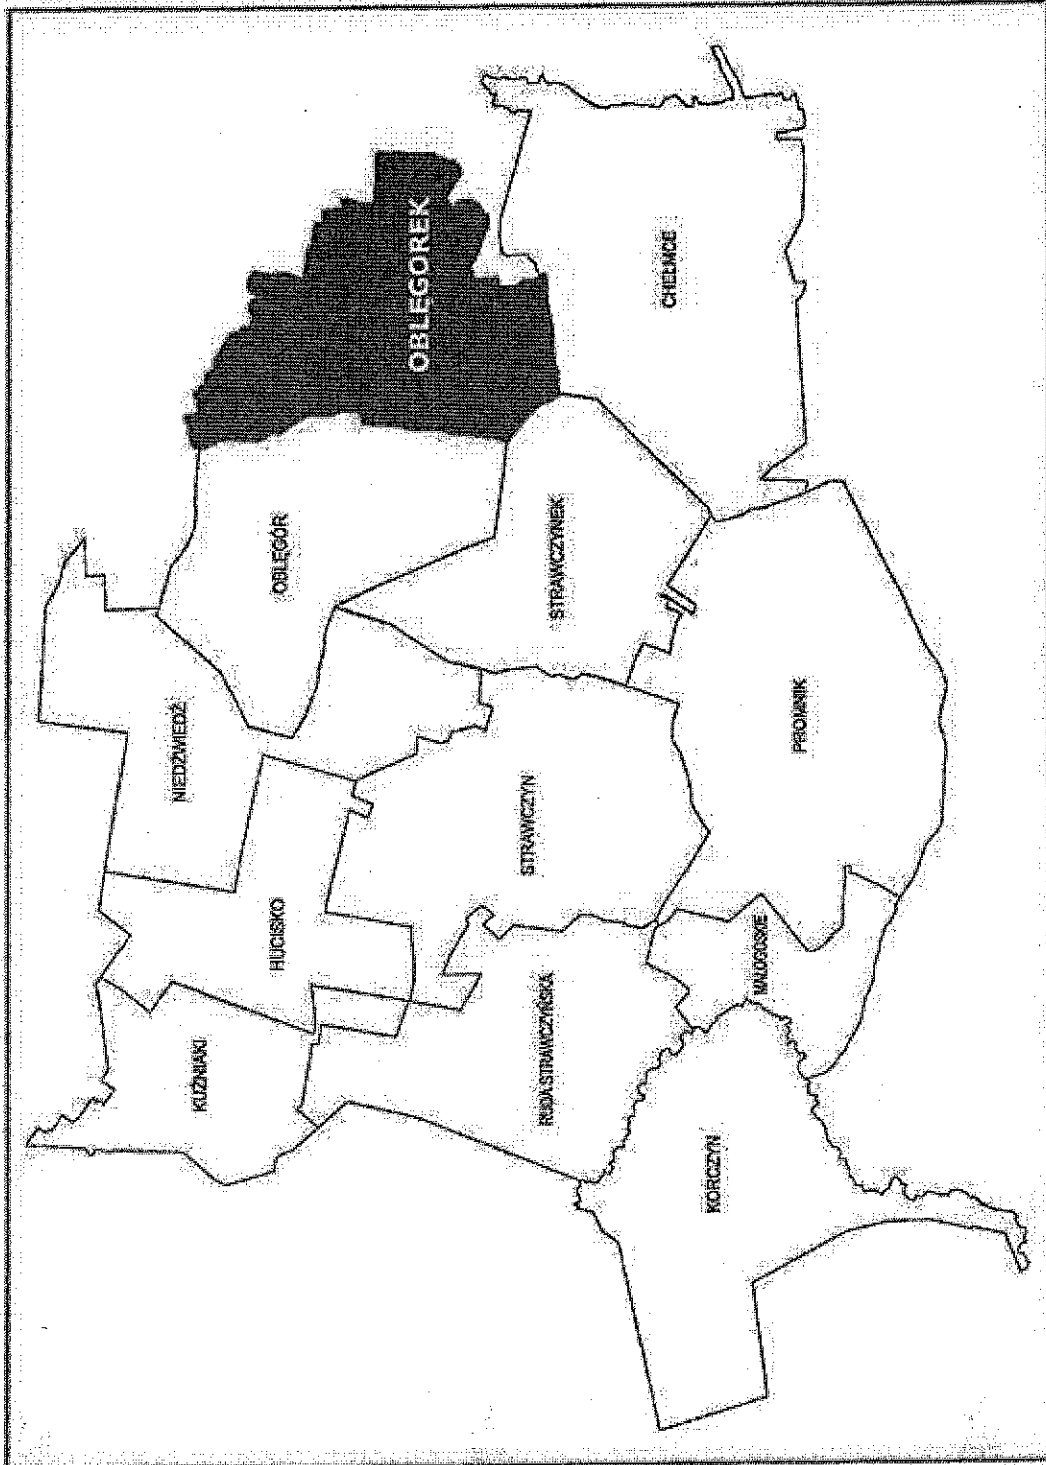 KUŹNIAKI
HUCISKO
NIEDŹWIEDŹ
OBLĘGÓR
OBLĘGOREK
RUDA STRAWCZYŃSKA
STRAWCZYN
STRAWCZYNEK
CHEŁMCE
KORCZYN
MAŁOGOSKIE
PROMNIK